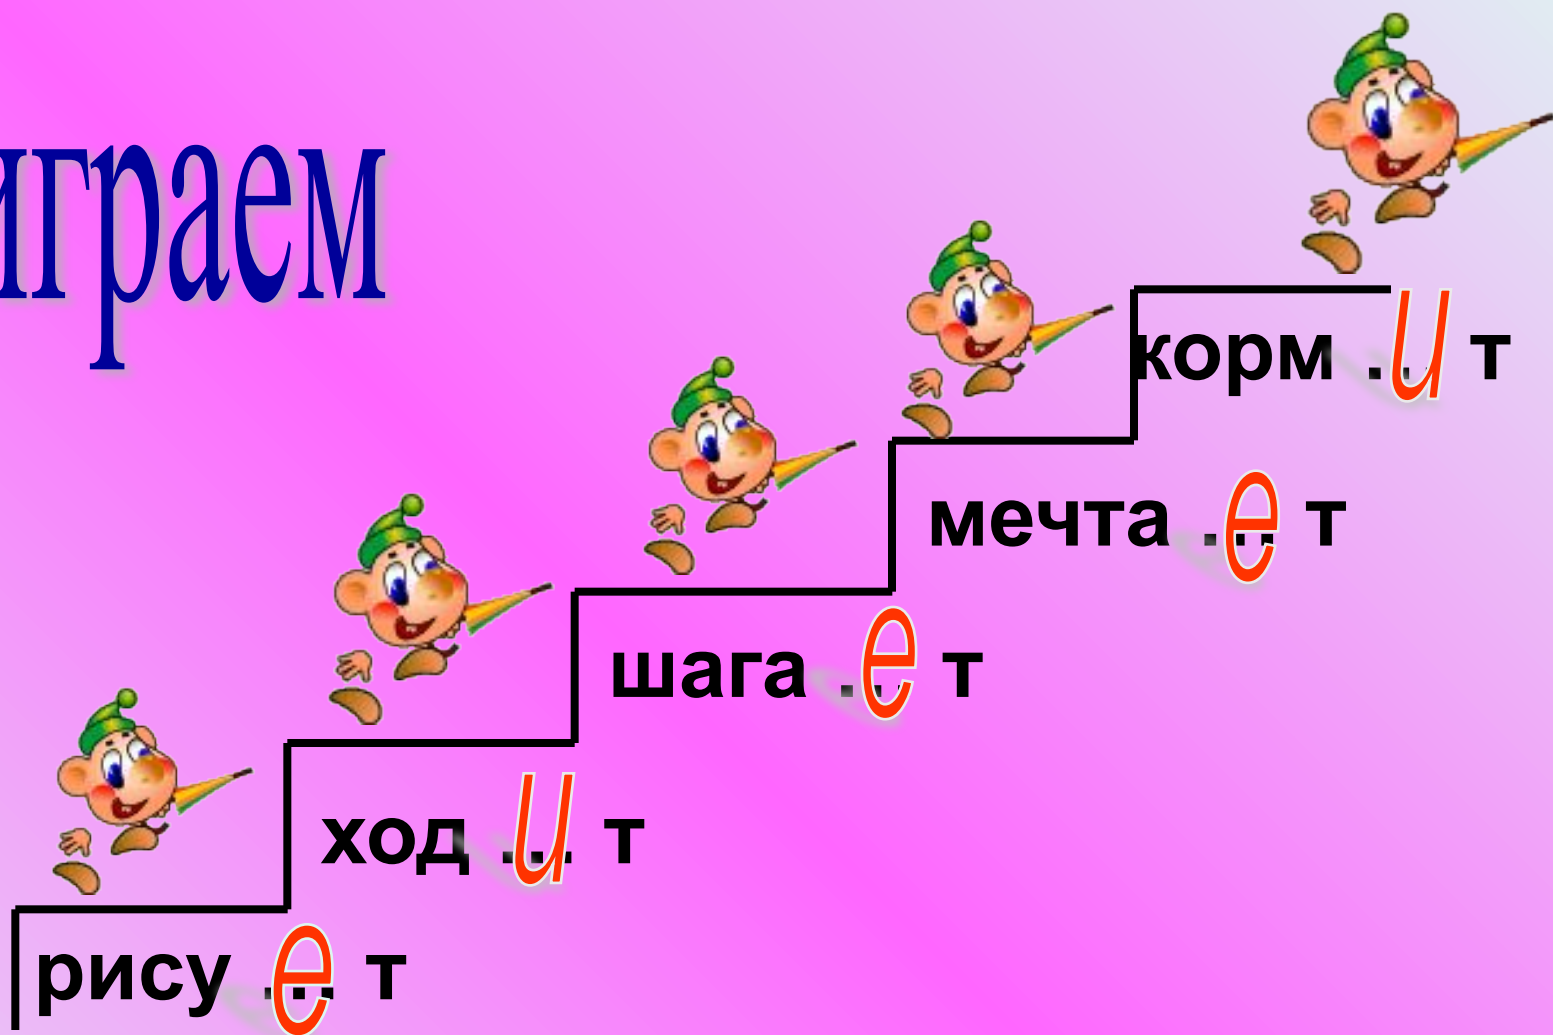 играем
корм ... и т
мечта ... е т
шага ... е т
ход ... и т
рису ... е т